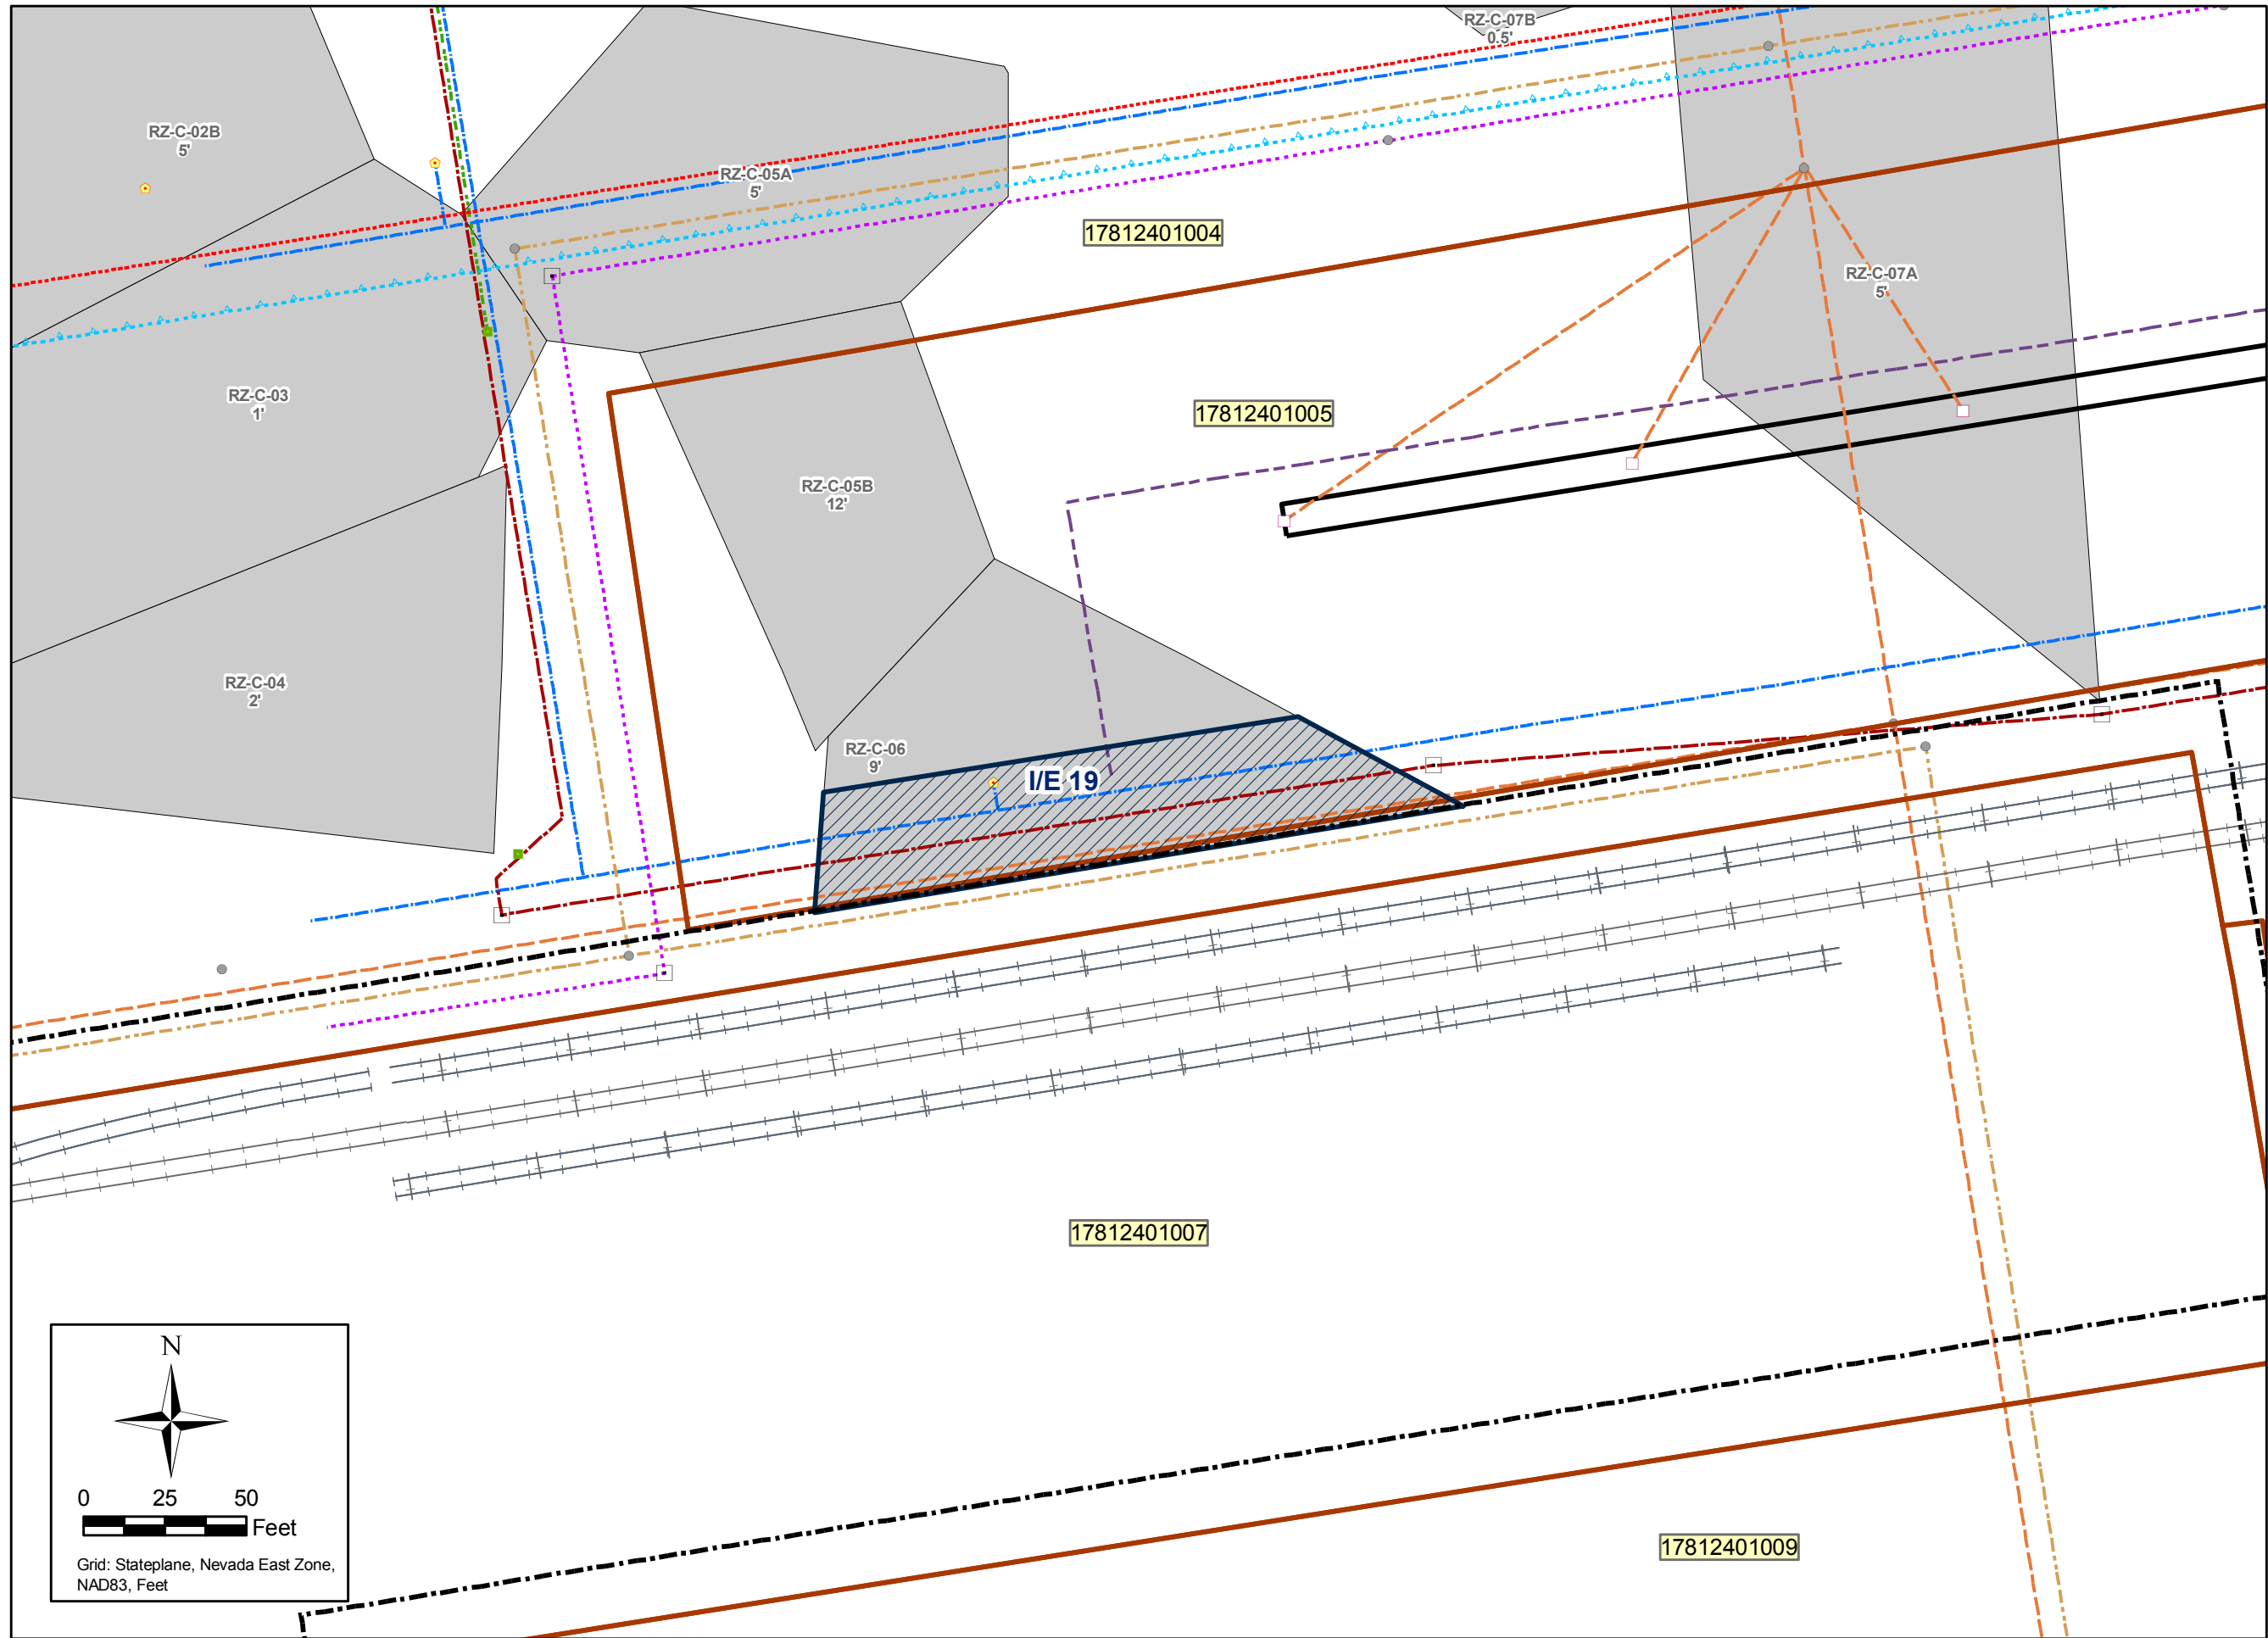 RZ-C-07B
0.5'
RZ-C-02B
5'
RZ-C-05A
5'
17812401004
RZ-C-07A
5'
RZ-C-03
1'
17812401005
RZ-C-05B
12'
RZ-C-04
2'
RZ-C-06
9'
I/E 19
17812401007
N
0 25 50
Feet
Grid: Stateplane, Nevada East Zone,
NAD83, Feet
17812401009